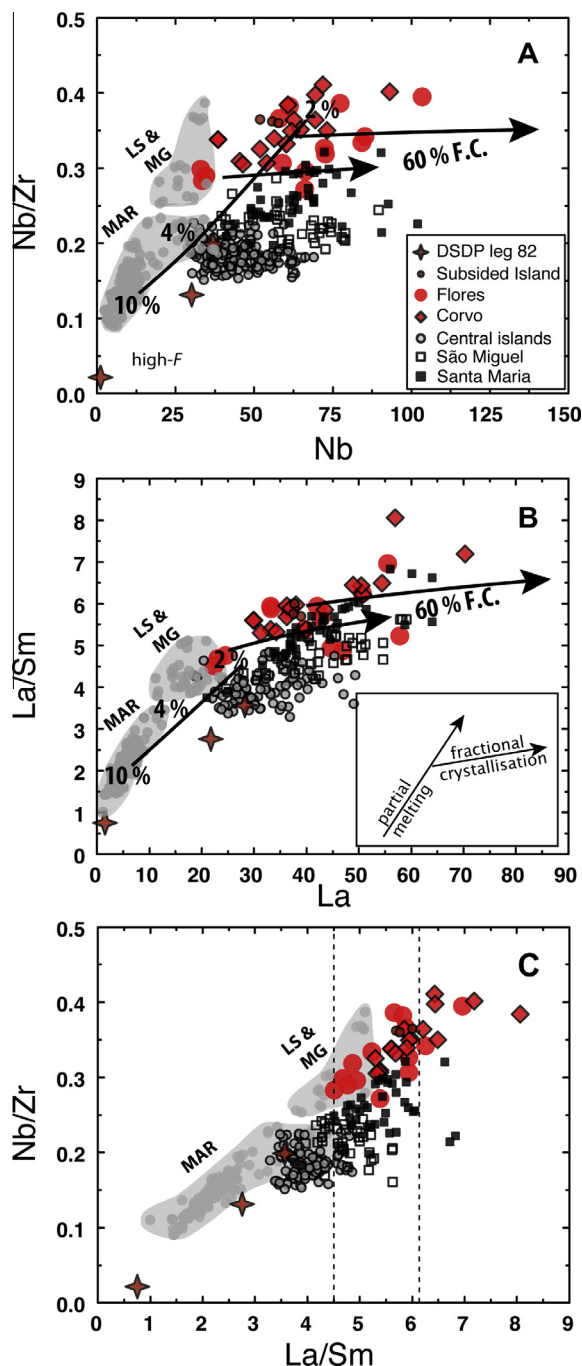 0.5
A
0.4
2 %
LS &
MG
60% F.C.
0.3
Nb/Zr
MAR
4 %
0.2
DSDP leg 82
Subsided Island
Flores
Corvo
Central islands
São Miguel
Santa Maria
10 %
0.1
high-F
0.0
0 25 50 75 100 125 150
Nb
9
B
8
7
6
60 % F.C.
LS &
MG
5
La/Sm
2 %
4
MAR
4 %
3
partial
melting
fractional
crystallisation
10 %
2
1
0
0 10 20 30 40 50 60 70 80 90
La
0.5
C
0.4
LS &
MG
0.3
Nb/Zr
MAR
0.2
0.1
0.0
0 1 2 3 4 5 6 7 8 9
La/Sm